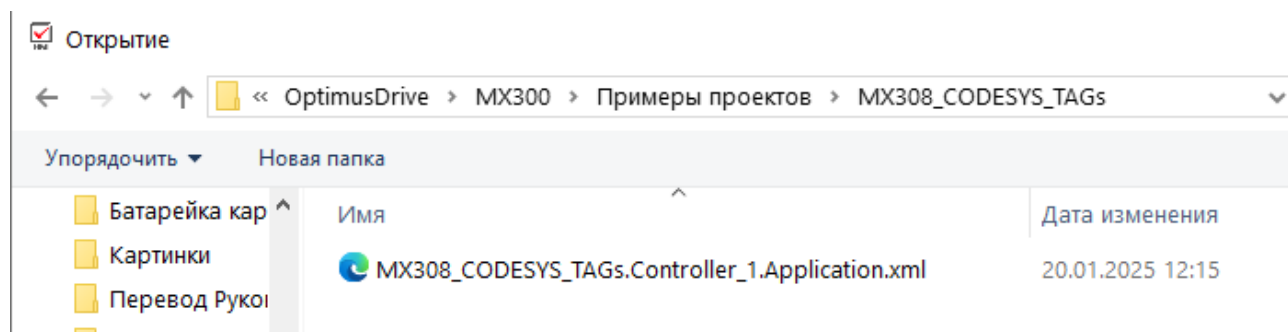 Открытие
« OptimusDrive › MX300 › Примеры проектов › MX308_CODESYS_TAGs
Упорядочить Новая папка
Батарейка кар Имя Дата изменения
Картинки MX308_CODESYS_TAGs.Controller_1.Application.xml 20.01.2025 12:15
Перевод Руко